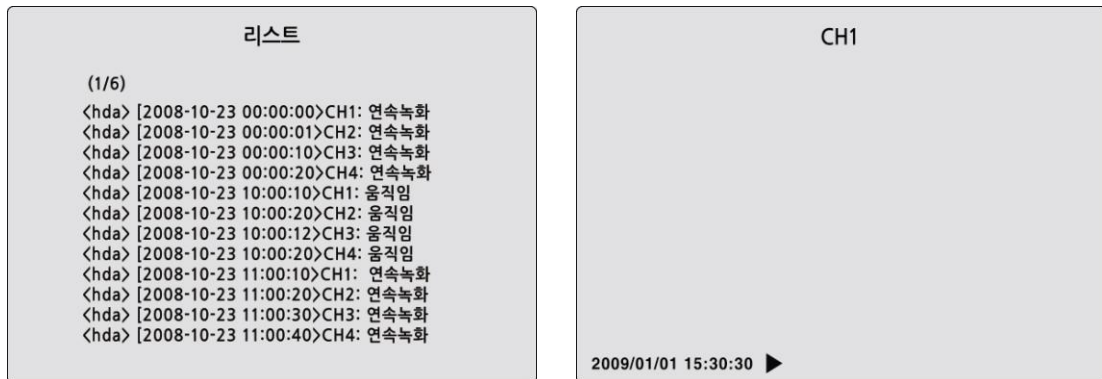 리스트
(1/6)
<hda> [2008-10-23 00:00:00>CH1: 연속녹화
<hda> [2008-10-23 00:00:01>CH2: 연속녹화
<hda> [2008-10-23 00:00:10>CH3: 연속녹화
<hda> [2008-10-23 00:00:20>CH4: 연속녹화
<hda> [2008-10-23 10:00:10>CH1: 움직임
<hda> [2008-10-23 10:00:20>CH2: 움직임
<hda> [2008-10-23 10:00:12>CH3: 움직임
<hda> [2008-10-23 10:00:20>CH4: 움직임
<hda> [2008-10-23 11:00:10>CH1: 연속녹화
<hda> [2008-10-23 11:00:20>CH2: 연속녹화
<hda> [2008-10-23 11:00:30>CH3: 연속녹화
<hda> [2008-10-23 11:00:40>CH4: 연속녹화
CH1
2009/01/01 15:30:30 ▶